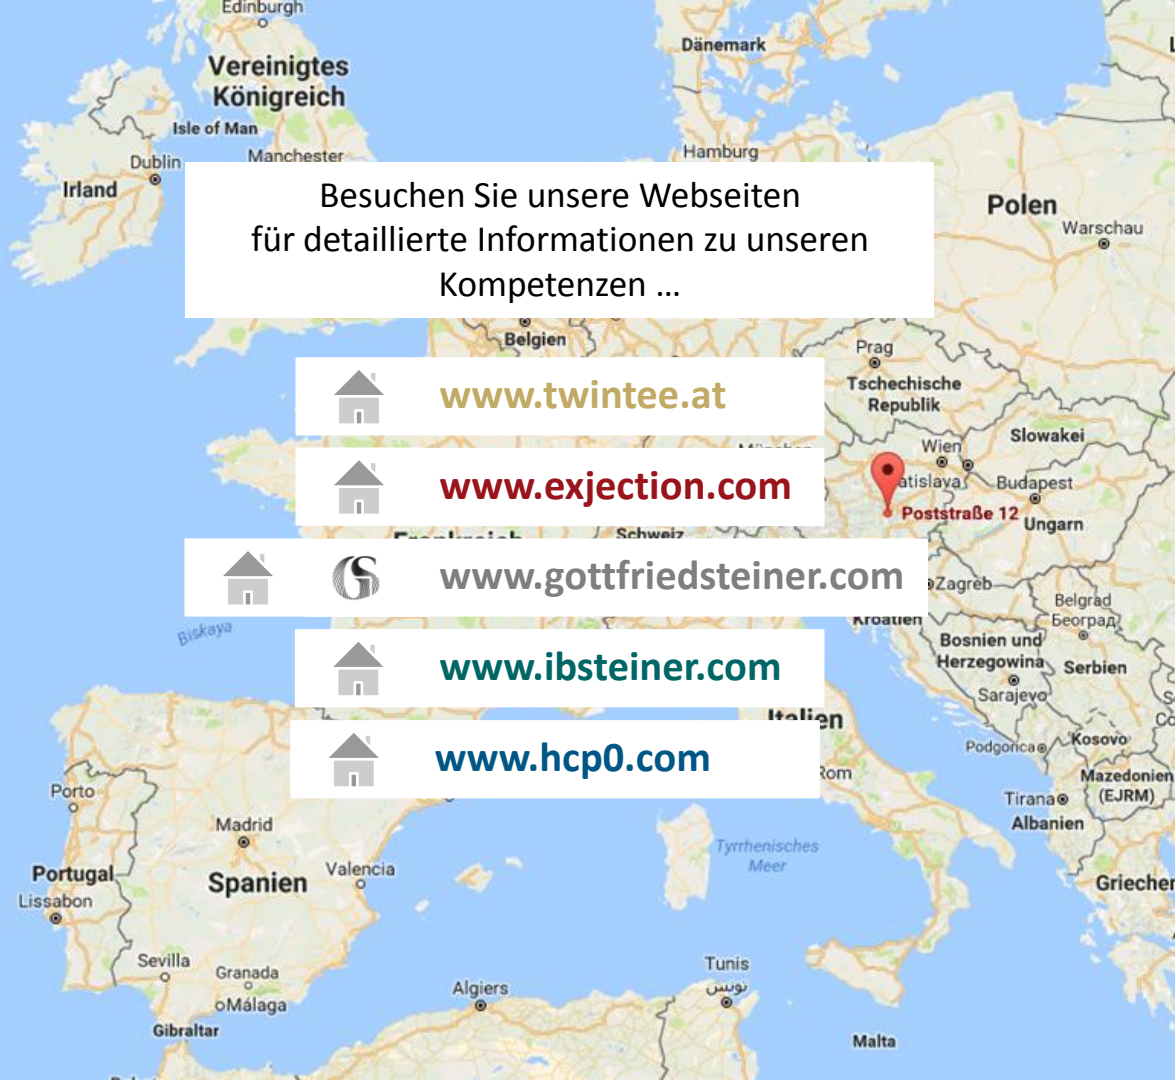 Edinburgh
Dänemark
Vereinigtes
Königreich
Isle of Man
Dublin
Manchester
Hamburg
Irland
Besuchen Sie unsere Webseiten
für detaillierte Informationen zu unseren
Kompetenzen ...
Polen
Warschau
Belgien
Prag
Tschechische
Republik
www.twintee.at
Wien
Slowakei
atislava
Budapest
www.exjection.com
Poststraße 12
Ungarn
Schweiz
www.gottfriedsteiner.com
Zagreb
Belgrad
Београд
Kroatien
Biskaya
Bosnien und
Herzegowina
Serbien
www.ibsteiner.com
Sarajevo
Italien
Podgorica
Kosovo
www.hcp0.com
Rom
Mazedonien
(EJRM)
Porto
Tirana
Albanien
Madrid
Tyrrhenisches
Meer
Portugal
Spanien
Valencia
Griechen
Lissabon
Sevilla
Granada
Málaga
Gibraltar
Algiers
Tunis
تونس
Malta